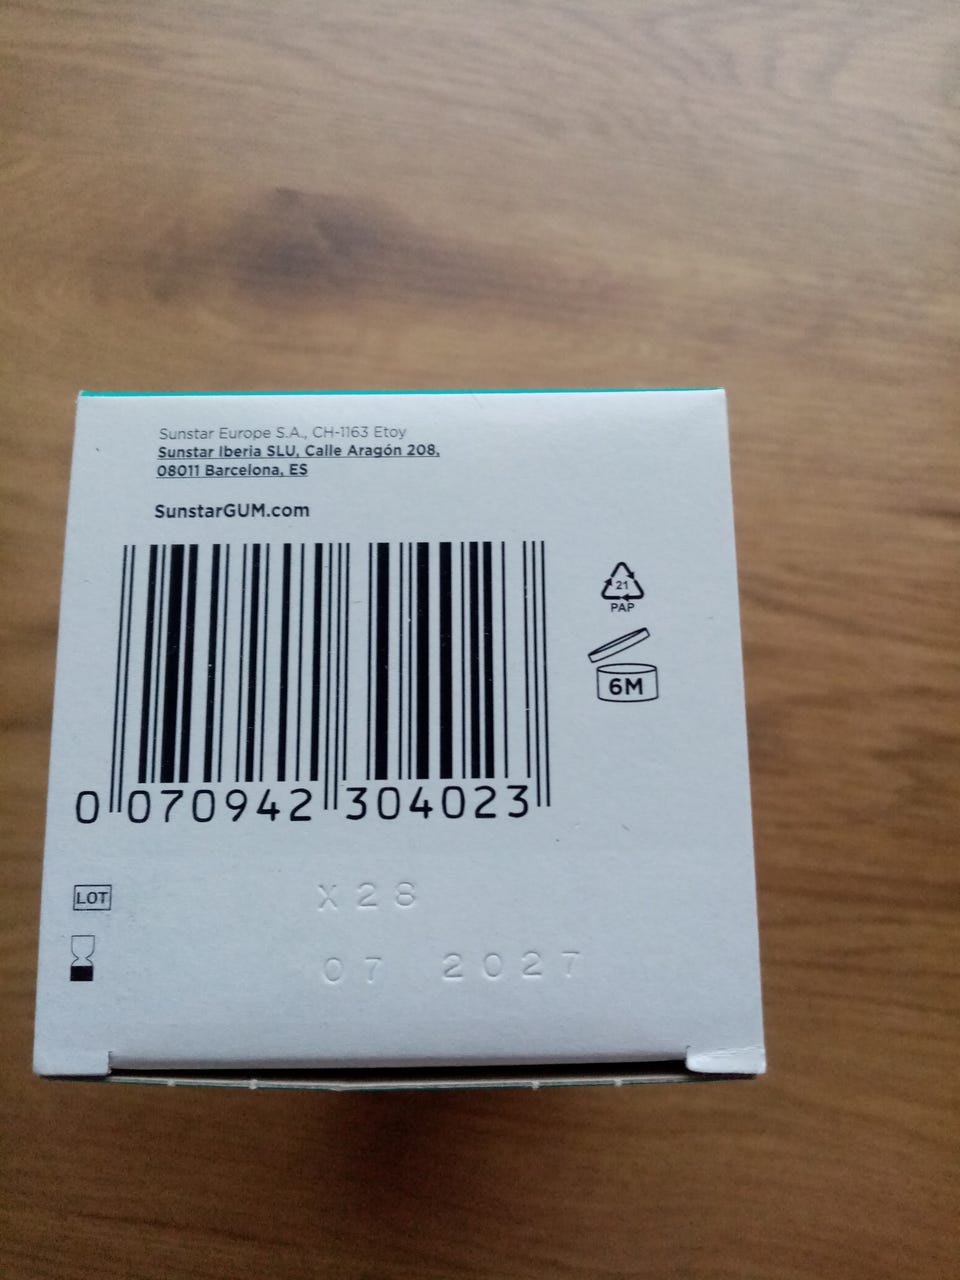 Sunstar Europe S.A., CH-1163 Etoy
Sunstar Iberia SLU, Calle Aragón 208,
08011 Barcelona, ES
SunstarGUM.com
21
PAP
6M
0 070942 304023
LOT
X28
07 2027